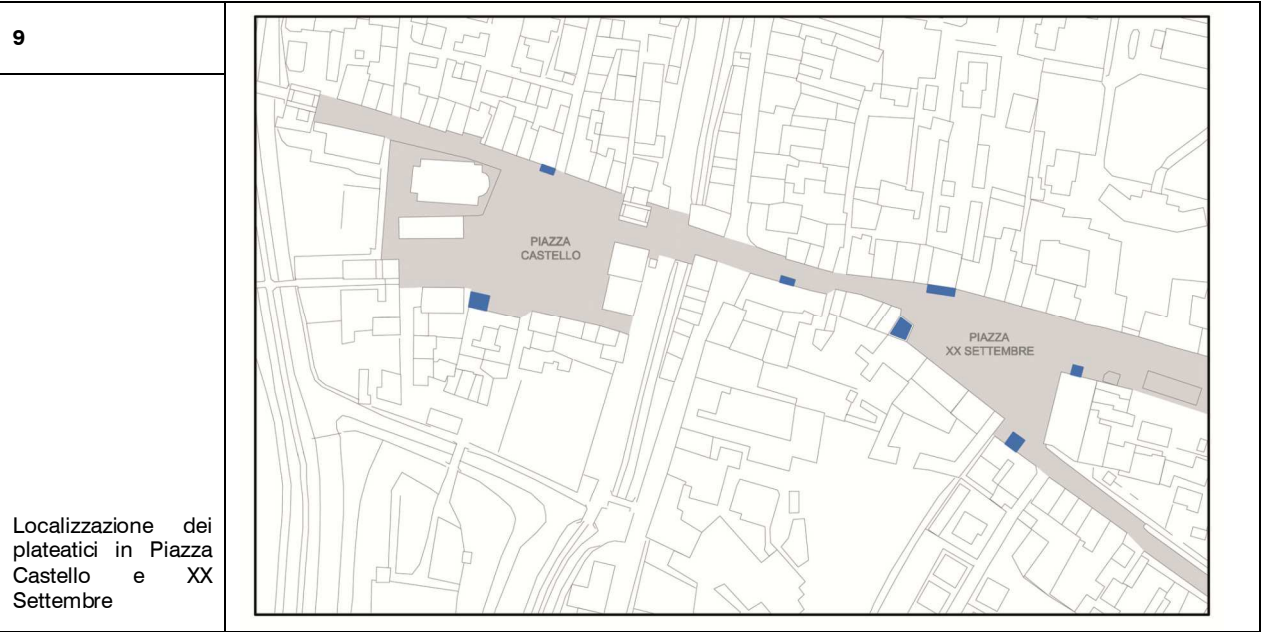 9
PIAZZA
CASTELLO
PIAZZA
XX SETTEMBRE
Localizzazione dei
plateatici in Piazza
Castello e XX
Settembre